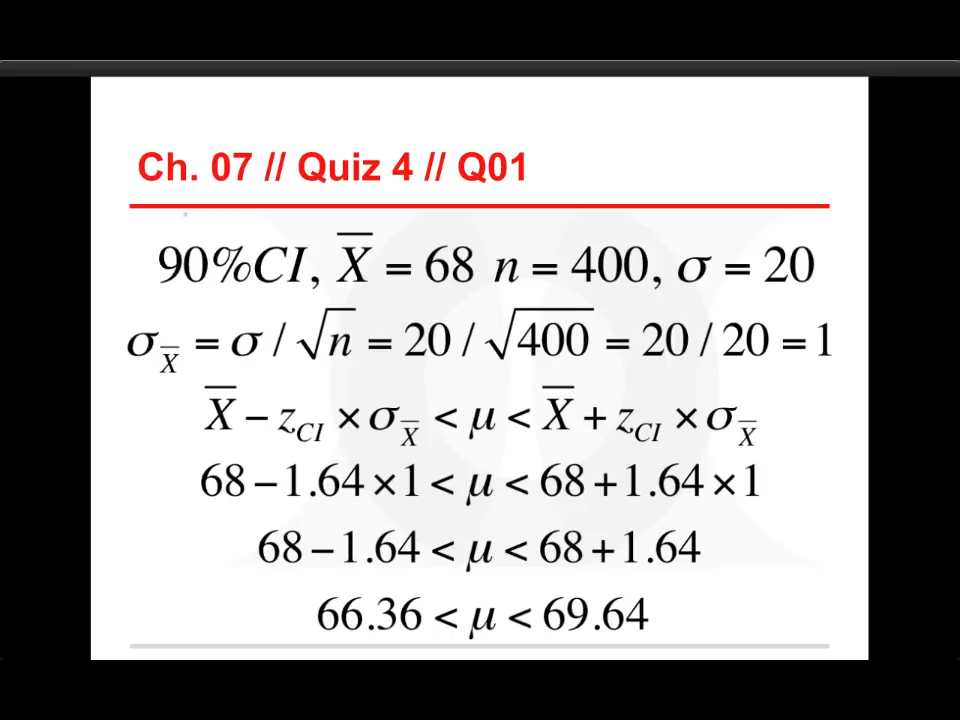 Ch. 07 // Quiz 4 // Q01
90%CI, X̅ = 68 n = 400, σ = 20
σ_X̅ = σ / √n = 20 / √400 = 20 / 20 = 1
X̅ − z_CI × σ_X̅ < μ < X̅ + z_CI × σ_X̅
68 − 1.64 × 1 < μ < 68 + 1.64 × 1
68 − 1.64 < μ < 68 + 1.64
66.36 < μ < 69.64